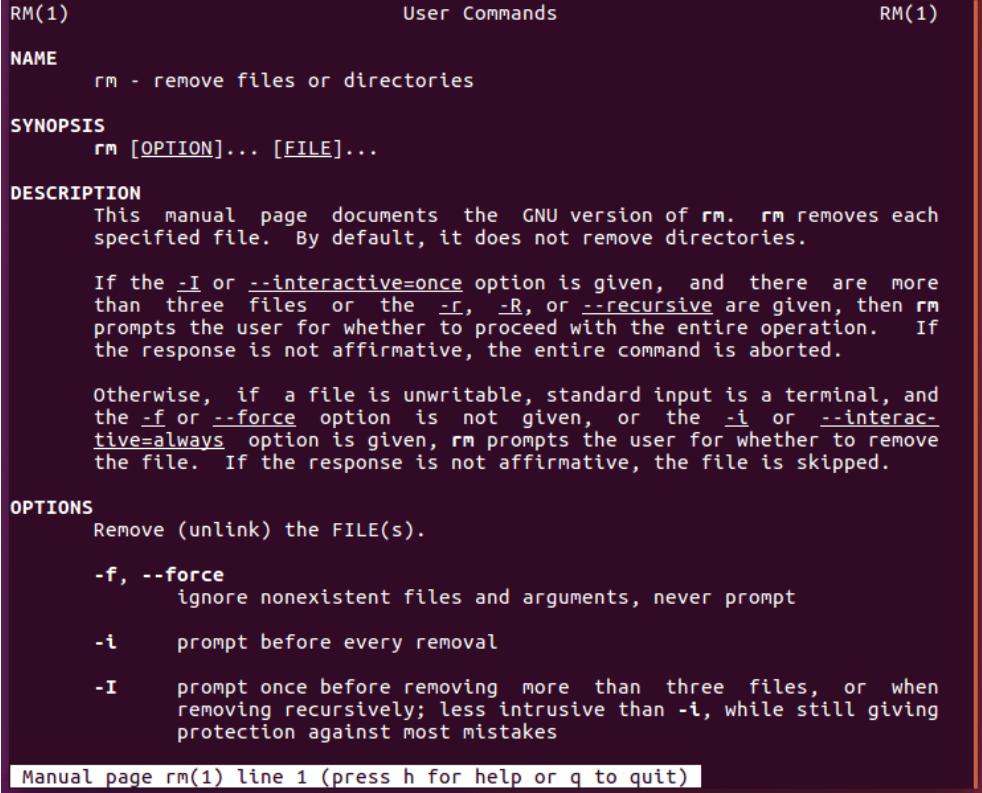 RM(1) User Commands RM(1)
NAME
rm - remove files or directories
SYNOPSIS
rm [OPTION]... [FILE]...
DESCRIPTION
This manual page documents the GNU version of rm. rm removes each
specified file. By default, it does not remove directories.
If the -I or --interactive=once option is given, and there are more
than three files or the -r, -R, or --recursive are given, then rm
prompts the user for whether to proceed with the entire operation. If
the response is not affirmative, the entire command is aborted.
Otherwise, if a file is unwritable, standard input is a terminal, and
the -f or --force option is not given, or the -i or --interac-
tive=always option is given, rm prompts the user for whether to remove
the file. If the response is not affirmative, the file is skipped.
OPTIONS
Remove (unlink) the FILE(s).
-f, --force
ignore nonexistent files and arguments, never prompt
-i prompt before every removal
-I prompt once before removing more than three files, or when
removing recursively; less intrusive than -i, while still giving
protection against most mistakes
Manual page rm(1) line 1 (press h for help or q to quit)